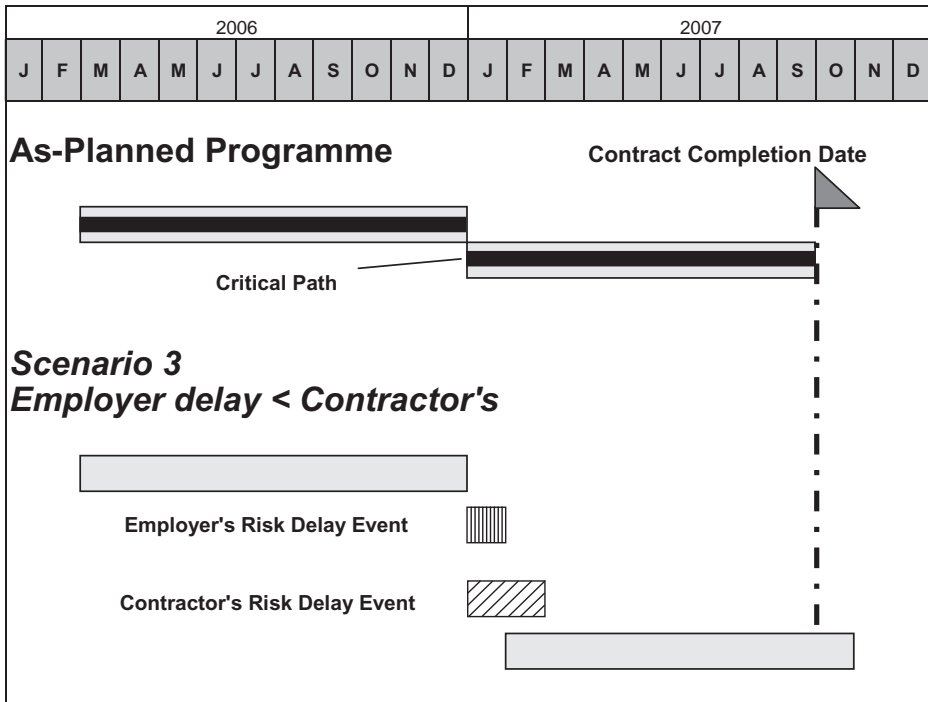 2006 2007
J F M A M J J A S O N D J F M A M J J A S O N D
As-Planned Programme
Contract Completion Date
Critical Path
Scenario 3
Employer delay < Contractor's
Employer's Risk Delay Event
Contractor's Risk Delay Event